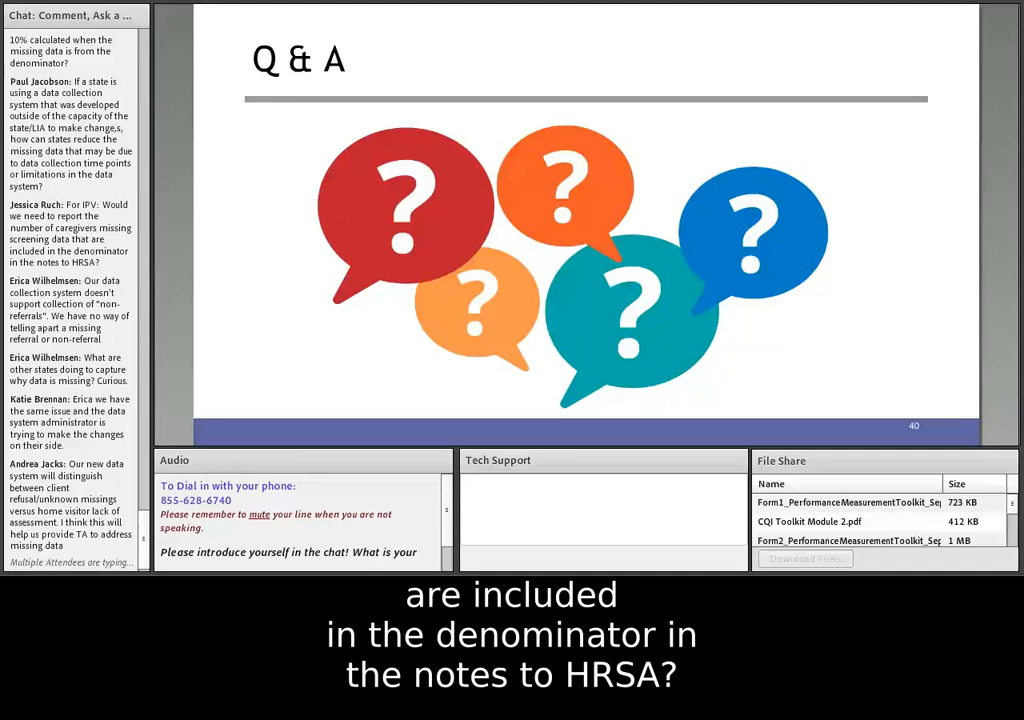 Chat: Comment, Ask a ...
10% calculated when the
missing data is from the
denominator?
Paul Jacobson: If a state is
using a data collection
system that was developed
outside of the capacity of the
state/LIA to make change,s,
how can states reduce the
missing data that may be due
to data collection time points
or limitations in the data
system?
Jessica Ruch: For IPV: Would
we need to report the
number of caregivers missing
screening data that are
included in the denominator
in the notes to HRSA?
Erica Wilhelmsen: Our data
collection system doesn't
support collection of "non-
referrals". We have no way of
telling apart a missing
referral or non-referral
Erica Wilhelmsen: What are
other states doing to capture
why data is missing? Curious.
Katie Brennan: Erica we have
the same issue and the data
system administrator is
trying to make the changes
on their side.
Andrea Jacks: Our new data
system will distinguish
between client
refusal/unknown missings
versus home visitor lack of
assessment. I think this will
help us provide TA to address
missing data
Multiple Attendees are typing...
Q & A
? ? ? ? ?
40
Audio
To Dial in with your phone:
855-628-6740
Please remember to mute your line when you are not
speaking.
Please introduce yourself in the chat! What is your
Tech Support
File Share
Name Size
Form1_PerformanceMeasurementToolkit_Sep 723 KB
CQI Toolkit Module 2.pdf 412 KB
Form2_PerformanceMeasurementToolkit_Sep 1 MB
Download File(s)
are included
in the denominator in
the notes to HRSA?